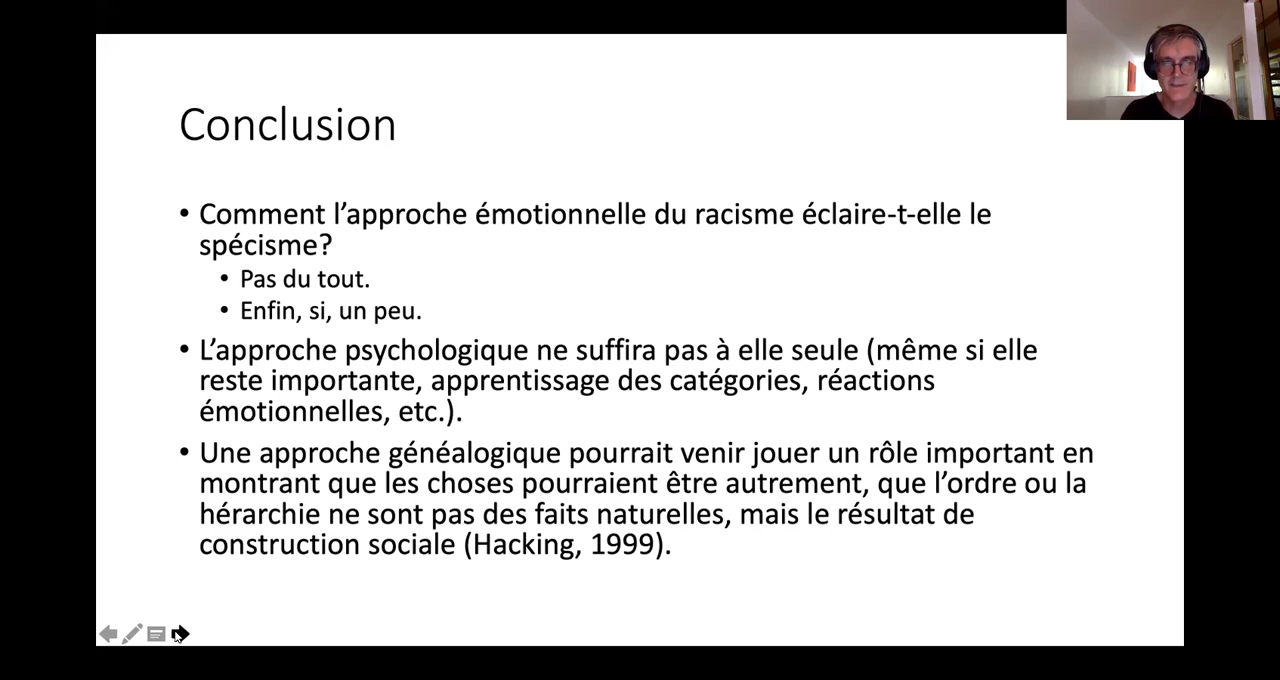 Conclusion
• Comment l’approche émotionnelle du racisme éclaire-t-elle le
spécisme?
• Pas du tout.
• Enfin, si, un peu.
• L’approche psychologique ne suffira pas à elle seule (même si elle
reste importante, apprentissage des catégories, réactions
émotionnelles, etc.).
• Une approche généalogique pourrait venir jouer un rôle important en
montrant que les choses pourraient être autrement, que l’ordre ou la
hérarchie ne sont pas des faits naturelles, mais le résultat de
construction sociale (Hacking, 1999).